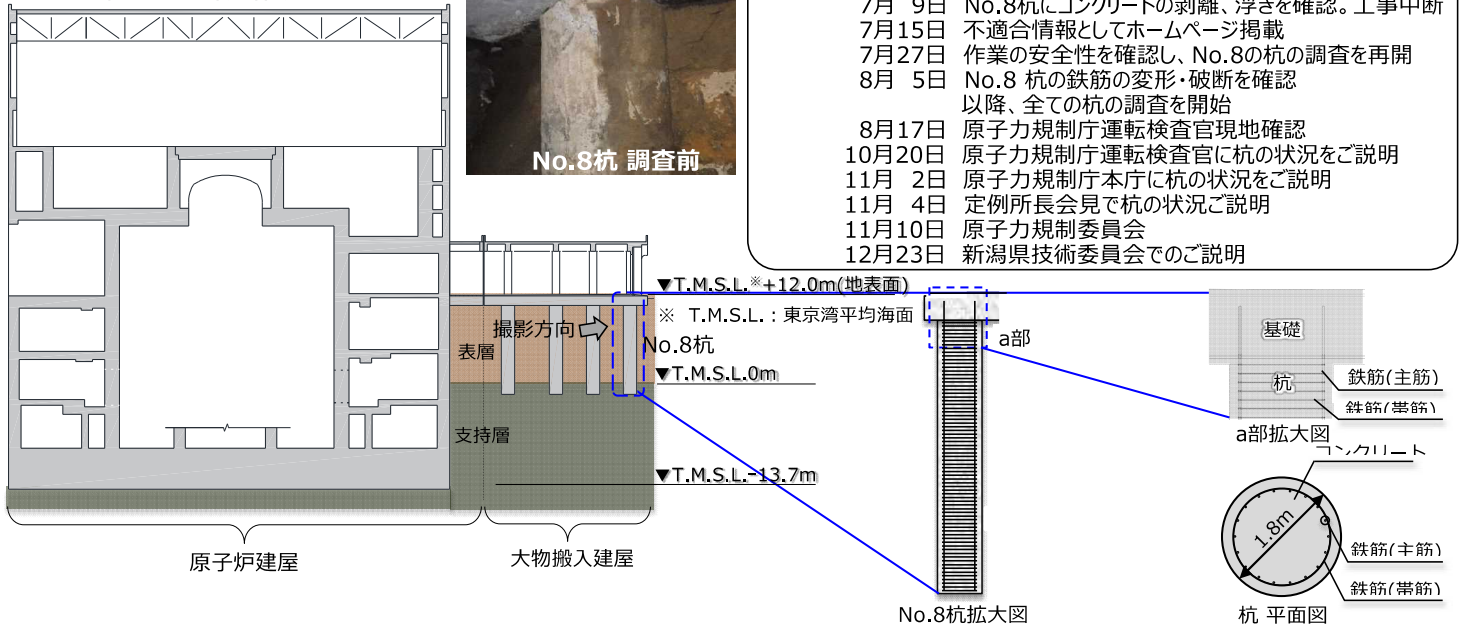 7月 9日 No.8杭にコンクリートの剥離、浮きを確認。工事中断
7月15日 不適合情報としてホームページ掲載
7月27日 作業の安全性を確認し、No.8の杭の調査を再開
8月 5日 No.8 杭の鉄筋の変形・破断を確認
以降、全ての杭の調査を開始
8月17日 原子力規制庁運転検査官現地確認
10月20日 原子力規制庁運転検査官に杭の状況をご説明
11月 2日 原子力規制庁本庁に杭の状況をご説明
11月 4日 定例所長会見で杭の状況ご説明
11月10日 原子力規制委員会
12月23日 新潟県技術委員会でのご説明
No.8杭 調査前
▼T.M.S.L.※+12.0m(地表面)
※ T.M.S.L.:東京湾平均海面
撮影方向
No.8杭
表層
▼T.M.S.L.0m
支持層
▼T.M.S.L.-13.7m
原子炉建屋
大物搬入建屋
a部
No.8杭拡大図
基礎
杭
鉄筋(主筋)
鉄筋(帯筋)
a部拡大図
コンクリート
1.8m
鉄筋(主筋)
鉄筋(帯筋)
杭 平面図